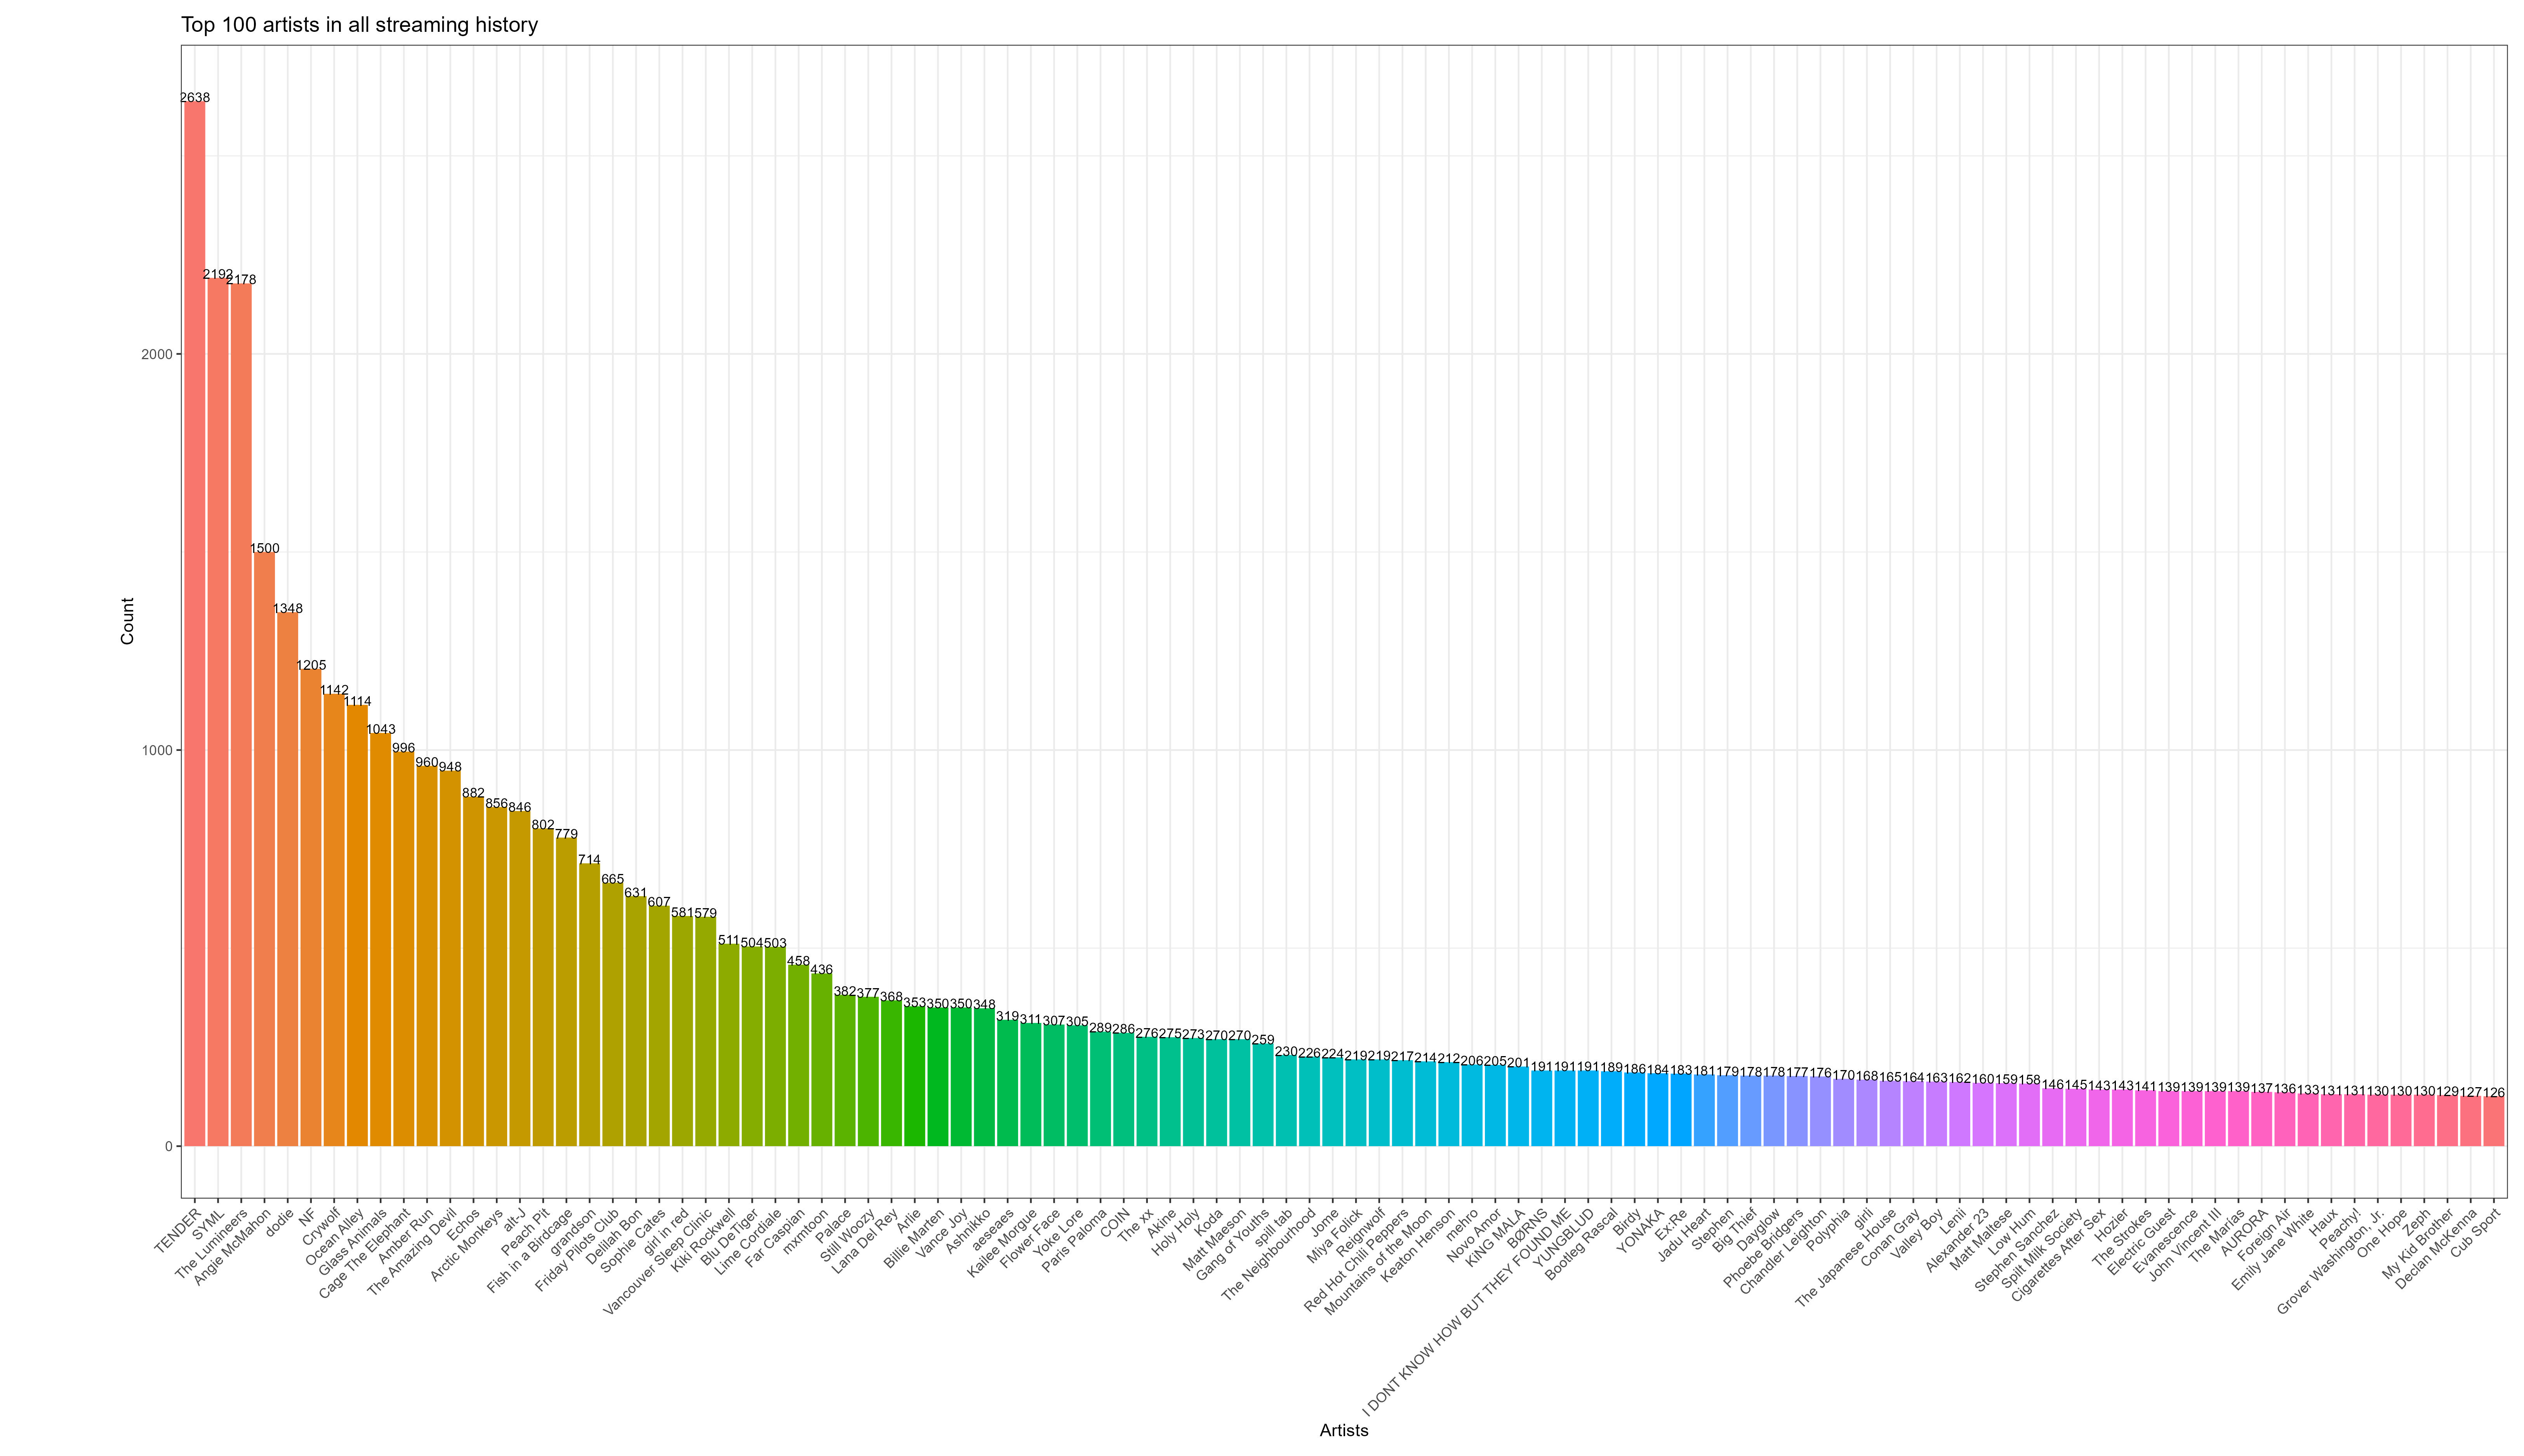 Top 100 artists in all streaming history
2638
2192
2178
1500
1348
1205
1142
1114
1043
996
960
948
882
856
846
802
779
714
665
631
607
581
579
511
504
503
458
436
382
377
368
353
350
350
348
319
311
307
305
289
286
276
275
273
270
270
259
230
226
224
219
219
217
214
212
206
205
201
191
191
191
189
186
184
183
181
179
178
178
177
176
170
168
165
164
163
162
160
159
158
146
145
143
143
141
139
139
139
139
137
136
133
131
131
130
130
130
129
127
126
2000
1000
0
Count
TENDER
SYML
The Lumineers
Angie McMahon
dodie
NF
Crywolf
Ocean Alley
Glass Animals
Cage The Elephant
Amber Run
The Amazing Devil
Echos
Arctic Monkeys
alt-J
Peach Pit
Fish in a Birdcage
grandson
Friday Pilots Club
Delilah Bon
Sophie Cates
girl in red
Vancouver Sleep Clinic
Kiki Rockwell
Blu DeTiger
Lime Cordiale
Far Caspian
mxmtoon
Palace
Still Woozy
Lana Del Rey
Arlie
Billie Marten
Vance Joy
Ashnikko
aeseaes
Kailee Morgue
Flower Face
Yoke Lore
Paris Paloma
COIN
The xx
Akine
Holy Holy
Koda
Matt Maeson
Gang of Youths
spill tab
The Neighbourhood
Jome
Miya Folick
Reignwolf
Red Hot Chili Peppers
Mountains of the Moon
Keaton Henson
mehro
Novo Amor
KiNG MALA
BØRNS
I DONT KNOW HOW BUT THEY FOUND ME
YUNGBLUD
Bootleg Rascal
Birdy
YONAKA
Ex:Re
Jadu Heart
Stephen
Big Thief
Dayglow
Phoebe Bridgers
Chandler Leighton
Polyphia
girli
The Japanese House
Conan Gray
Valley Boy
Lenii
Alexander 23
Matt Maltese
Low Hum
Stephen Sanchez
Spilt Milk Society
Cigarettes After Sex
Hozier
The Strokes
Electric Guest
Evanescence
John Vincent III
The Marías
AURORA
Foreign Air
Emily Jane White
Haux
Peachy!
Grover Washington, Jr.
One Hope
Zeph
My Kid Brother
Declan McKenna
Cub Sport
Artists